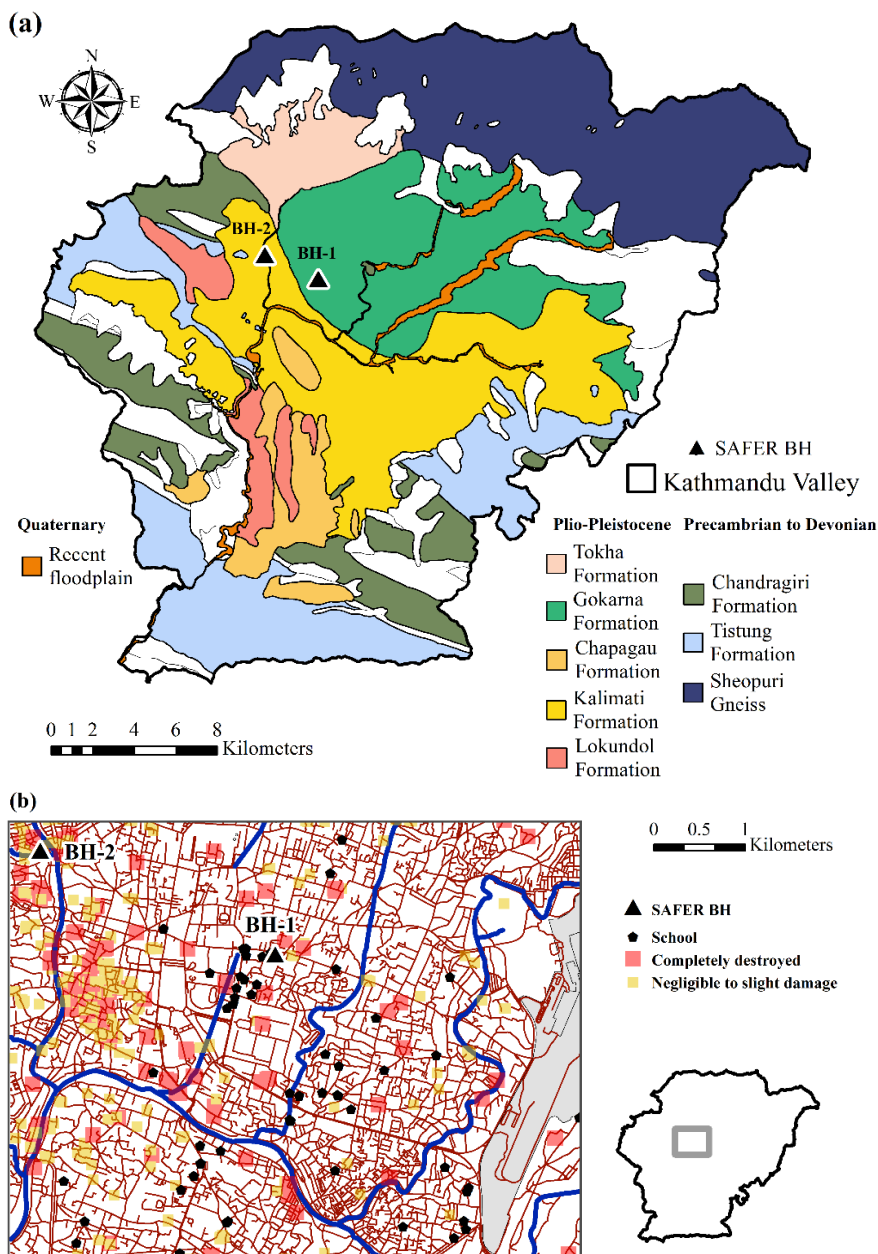 (a)
N
W E
S
BH-2
BH-1
SAFER BH
Kathmandu Valley
Quaternary
Recent
floodplain
Plio-Pleistocene
Tokha
Formation
Gokarna
Formation
Chapagau
Formation
Kalimati
Formation
Lokundol
Formation
Precambrian to Devonian
Chandragiri
Formation
Tistung
Formation
Sheopuri
Gneiss
0 1 2 4 6 8
Kilometers
(b)
BH-2
BH-1
0 0.5 1
Kilometers
SAFER BH
School
Completely destroyed
Negligible to slight damage